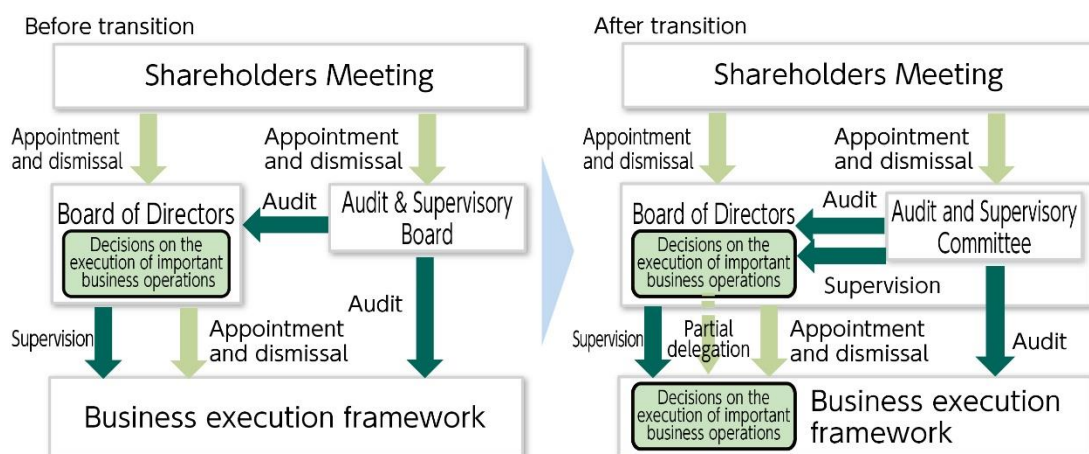 Before transition
Shareholders Meeting
Appointment
and dismissal
Appointment
and dismissal
Board of Directors
Decisions on the
execution of important
business operations
Audit
Audit & Supervisory
Board
Supervision
Appointment
and dismissal
Audit
Business execution framework
After transition
Shareholders Meeting
Appointment
and dismissal
Appointment
and dismissal
Board of Directors
Decisions on the
execution of important
business operations
Audit
Supervision
Audit and Supervisory
Committee
Supervision
Partial
delegation
Appointment
and dismissal
Audit
Decisions on the
execution of important
business operations
Business execution
framework